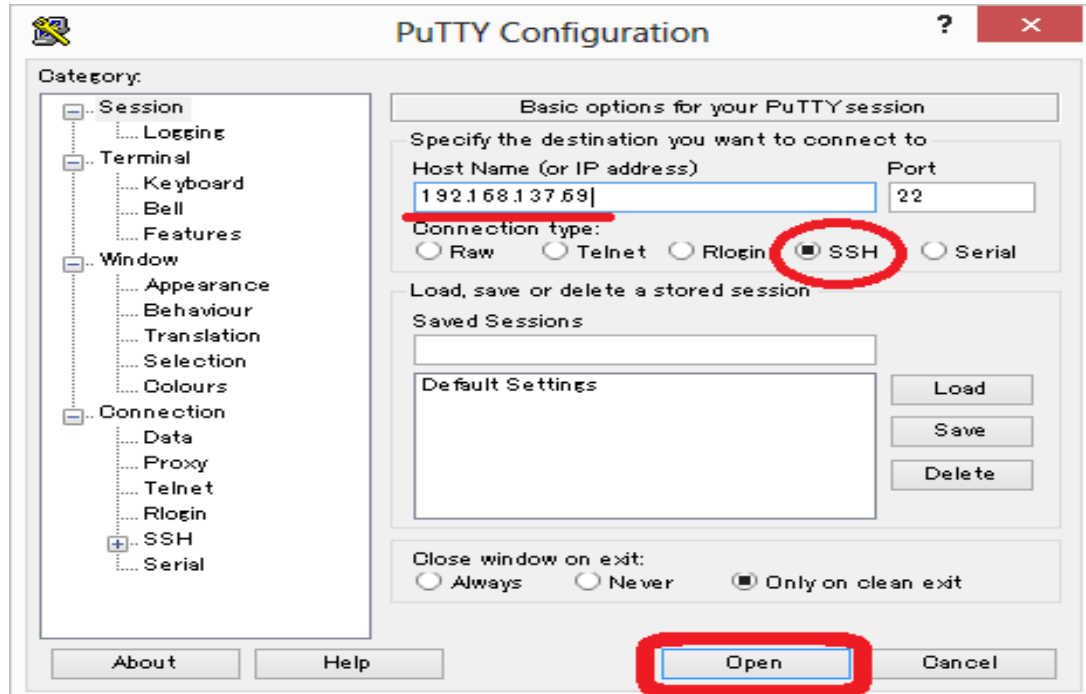 PuTTY Configuration
?
×
Category:
Session
Logging
Terminal
Keyboard
Bell
Features
Window
Appearance
Behaviour
Translation
Selection
Colours
Connection
Data
Proxy
Telnet
Rlogin
SSH
Serial
Basic options for your PuTTY session
Specify the destination you want to connect to
Host Name (or IP address) Port
192.168.137.69 22
Connection type:
Raw Telnet Rlogin SSH Serial
Load, save or delete a stored session
Saved Sessions
Default Settings
Load
Save
Delete
Close window on exit:
Always Never Only on clean exit
About Help Open Cancel